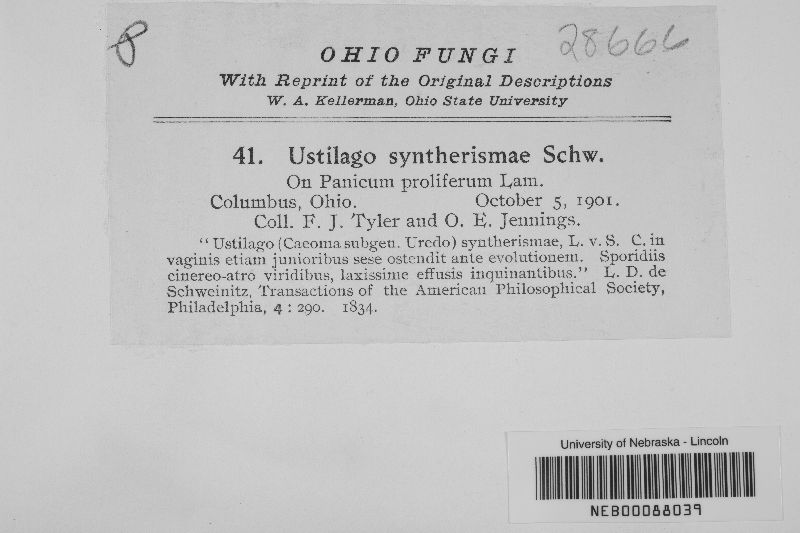 8
28666
OHIO FUNGI
With Reprint of the Original Descriptions
W. A. Kellerman, Ohio State University
41. Ustilago syntherismae Schw.
On Panicum proliferum Lam.
Columbus, Ohio. October 5, 1901.
Coll. F. J. Tyler and O. E. Jennings.
"Ustilago (Caeoma subgen. Uredo) syntherismae, L. v. S. C. in
vaginis etiam junioribus sese ostendit ante evolutionem. Sporidiis
cinereo-atro viridibus, laxissime effusis inquinantibus." L. D. de
Schweinitz, Transactions of the American Philosophical Society,
Philadelphia, 4 : 290. 1834.
University of Nebraska - Lincoln
NEB00088039